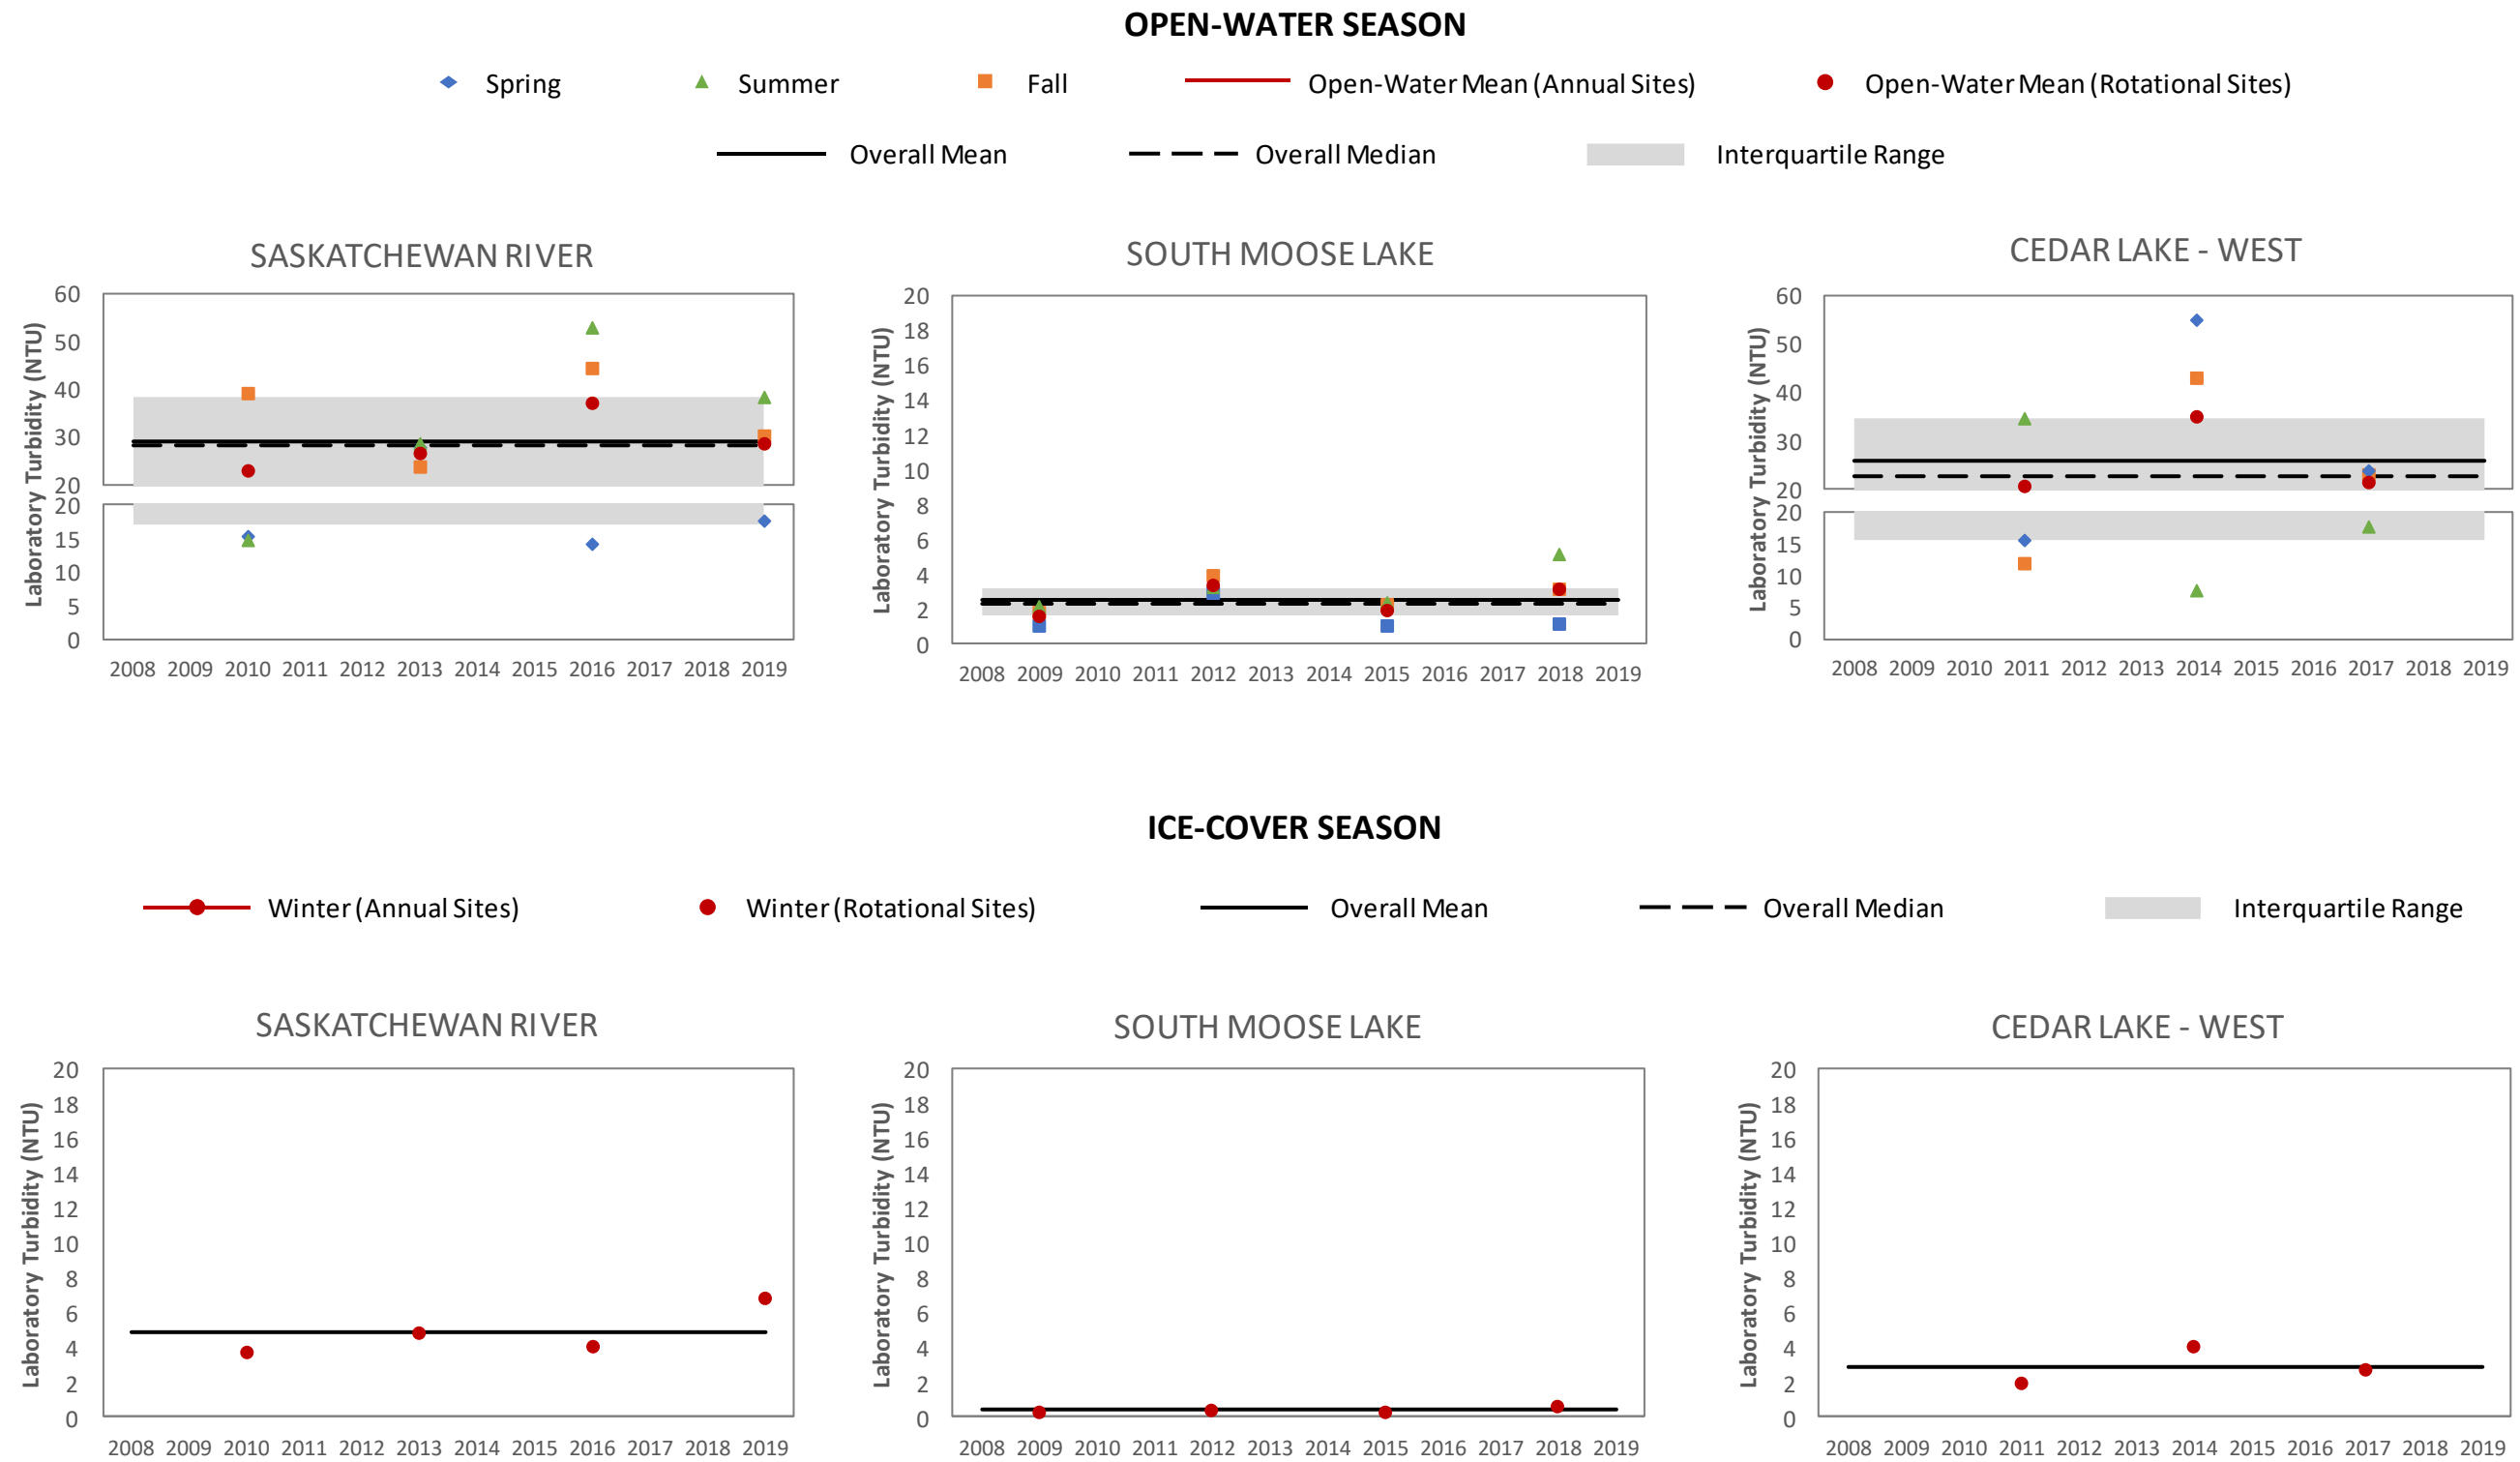 OPEN-WATER SEASON
Spring Summer Fall Open-Water Mean (Annual Sites) Open-Water Mean (Rotational Sites)
Overall Mean Overall Median Interquartile Range
SASKATCHEWAN RIVER
Laboratory Turbidity (NTU)
60
50
40
30
20
20
15
10
5
0
2008 2009 2010 2011 2012 2013 2014 2015 2016 2017 2018 2019
SOUTH MOOSE LAKE
Laboratory Turbidity (NTU)
20
18
16
14
12
10
8
6
4
2
0
2008 2009 2010 2011 2012 2013 2014 2015 2016 2017 2018 2019
CEDAR LAKE - WEST
Laboratory Turbidity (NTU)
60
50
40
30
20
20
15
10
5
0
2008 2009 2010 2011 2012 2013 2014 2015 2016 2017 2018 2019
ICE-COVER SEASON
Winter (Annual Sites) Winter (Rotational Sites) Overall Mean Overall Median Interquartile Range
SASKATCHEWAN RIVER
Laboratory Turbidity (NTU)
20
18
16
14
12
10
8
6
4
2
0
2008 2009 2010 2011 2012 2013 2014 2015 2016 2017 2018 2019
SOUTH MOOSE LAKE
Laboratory Turbidity (NTU)
20
18
16
14
12
10
8
6
4
2
0
2008 2009 2010 2011 2012 2013 2014 2015 2016 2017 2018 2019
CEDAR LAKE - WEST
Laboratory Turbidity (NTU)
20
18
16
14
12
10
8
6
4
2
0
2008 2009 2010 2011 2012 2013 2014 2015 2016 2017 2018 2019